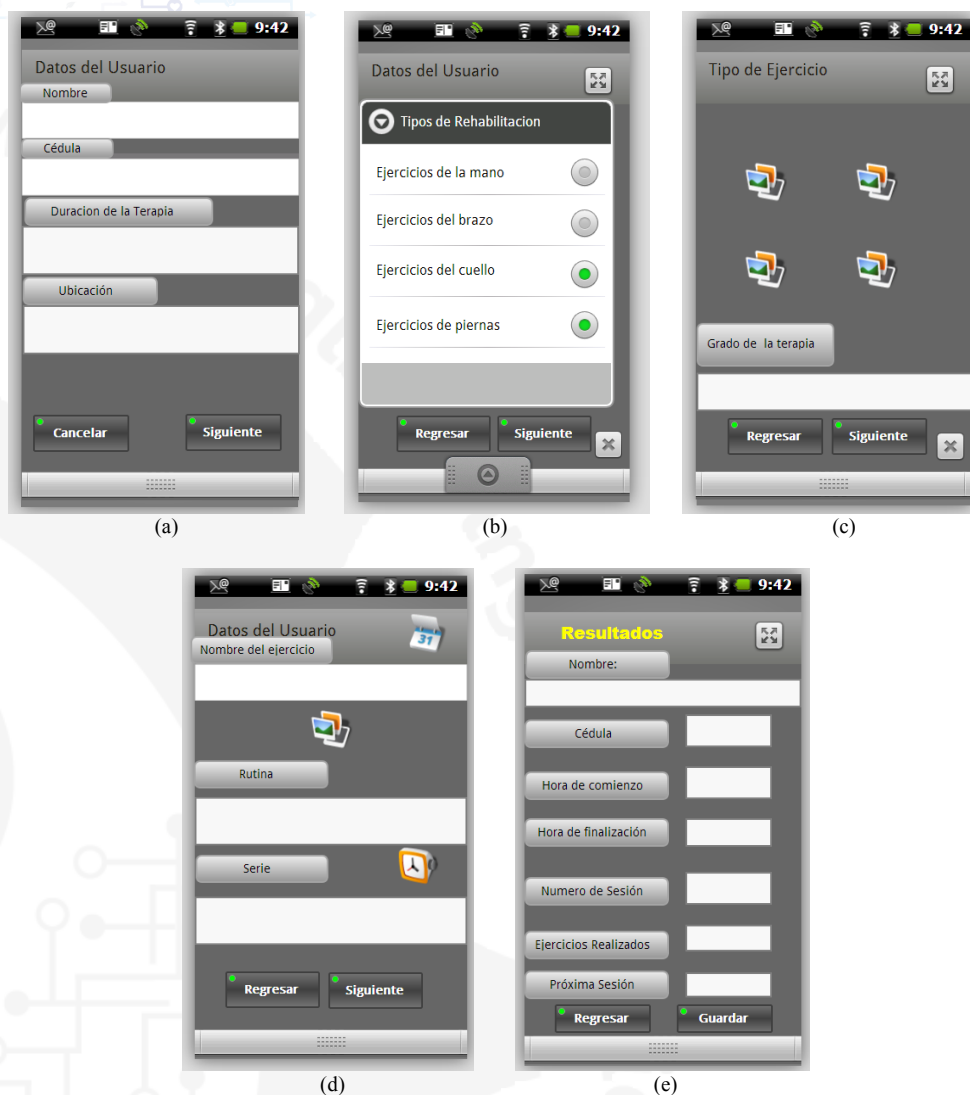 9:42
Datos del Usuario
Nombre
Cédula
Duracion de la Terapia
Ubicación
Cancelar
Siguiente
(a)
9:42
Datos del Usuario
Tipos de Rehabilitacion
Ejercicios de la mano
Ejercicios del brazo
Ejercicios del cuello
Ejercicios de piernas
Regresar
Siguiente
(b)
9:42
Tipo de Ejercicio
Grado de la terapia
Regresar
Siguiente
(c)
9:42
Datos del Usuario
31
Nombre del ejercicio
Rutina
Serie
Regresar
Siguiente
(d)
9:42
Resultados
Nombre:
Cédula
Hora de comienzo
Hora de finalización
Numero de Sesión
Ejercicios Realizados
Próxima Sesión
Regresar
Guardar
(e)